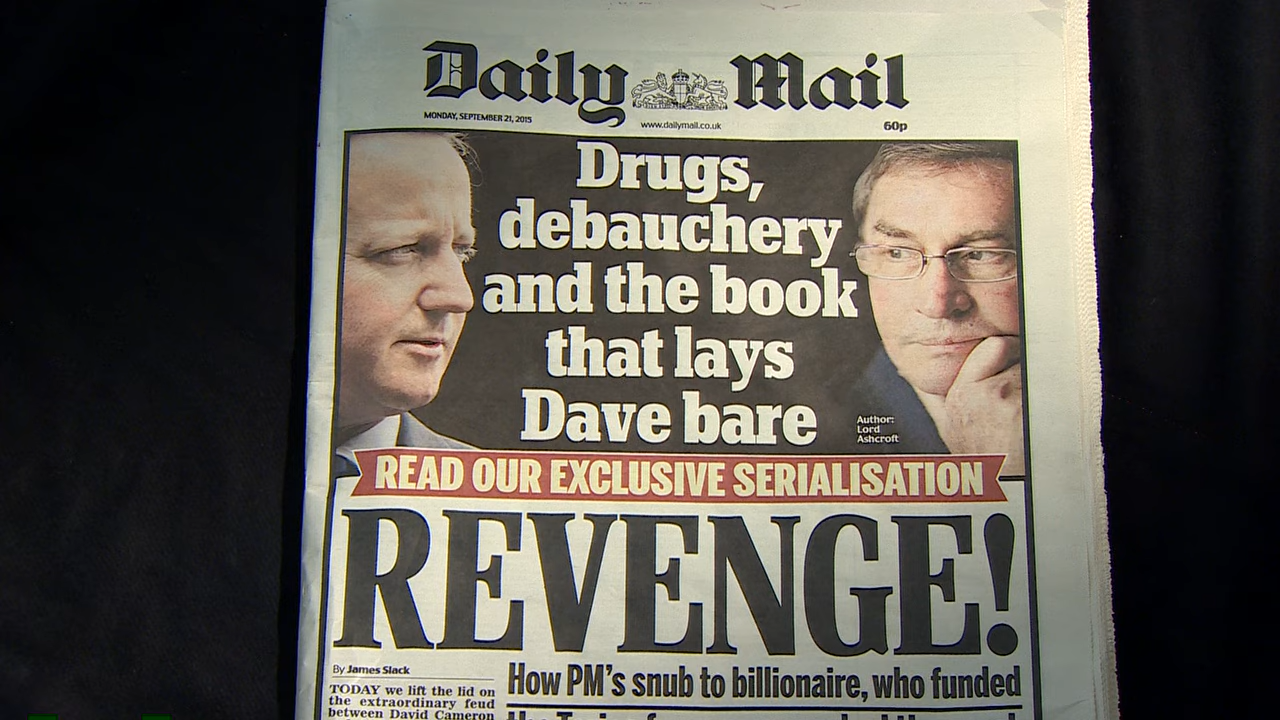 Daily Mail
MONDAY, SEPTEMBER 21, 2015
www.dailymail.co.uk
60p
Drugs,
debauchery
and the book
that lays
Dave bare
Author:
Lord
Ashcroft
READ OUR EXCLUSIVE SERIALISATION
REVENGE!
By James Slack
TODAY we lift the lid on
the extraordinary feud
between David Cameron
How PM's snub to billionaire, who funded